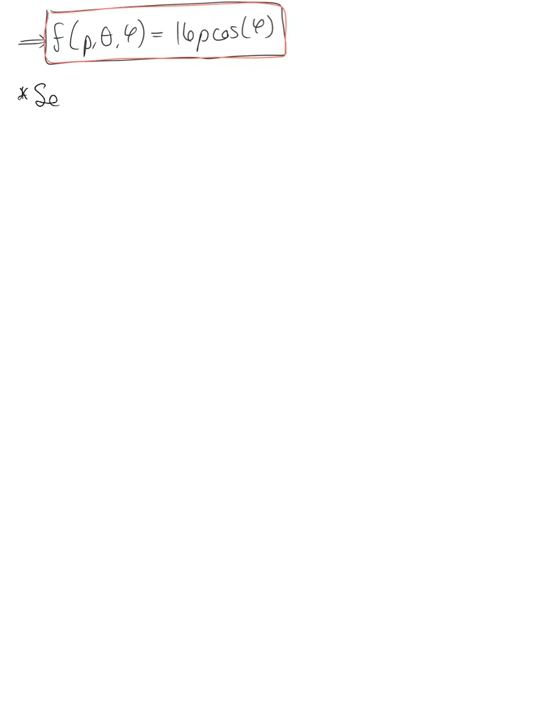 ⇒ f(ρ,θ,φ) = 16ρcos(φ)
* Se